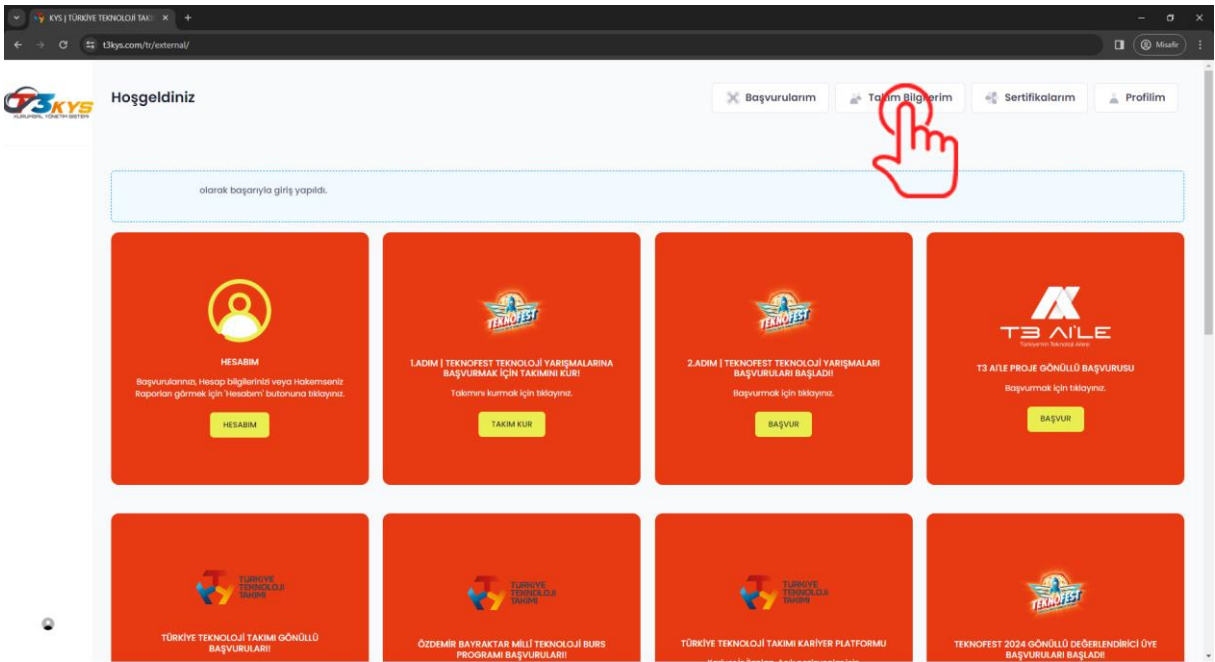 KYS | TÜRKİYE TEKNOLOJİ TAKI
t3kys.com/tr/external/
Misafir
T3 KYS
KURUMSAL YÖNETİM SİSTEMİ
Hoşgeldiniz
Başvurularım
Takım Bilgilerim
Sertifikalarım
Profilim
olarak başarıyla giriş yapıldı.
HESABIM
Başvurularınızı, Hesap bilgilerinizi veya Hakemseniz
Raporları görmek için 'Hesabım' butonuna tıklayınız.
HESABIM
TEKNOFEST
1.ADIM | TEKNOFEST TEKNOLOJİ YARIŞMALARINA
BAŞVURMAK İÇİN TAKIMINI KUR!
Takımını kurmak için tıklayınız.
TAKIM KUR
TEKNOFEST
2.ADIM | TEKNOFEST TEKNOLOJİ YARIŞMALARI
BAŞVURULARI BAŞLADI!
Başvurmak için tıklayınız.
BAŞVUR
T3 AİLE
Türkiye'nin Teknoloji Ailesi
T3 AİLE PROJE GÖNÜLLÜ BAŞVURUSU
Başvurmak için tıklayınız.
BAŞVUR
TÜRKİYE
TEKNOLOJİ
TAKIMI
TÜRKİYE TEKNOLOJİ TAKIMI GÖNÜLLÜ
BAŞVURULARI!
TÜRKİYE
TEKNOLOJİ
TAKIMI
ÖZDEMİR BAYRAKTAR MİLLİ TEKNOLOJİ BURS
PROGRAMI BAŞVURULARI!
TÜRKİYE
TEKNOLOJİ
TAKIMI
TÜRKİYE TEKNOLOJİ TAKIMI KARİYER PLATFORMU
TEKNOFEST
TEKNOFEST 2024 GÖNÜLLÜ DEĞERLENDİRİCİ ÜYE
BAŞVURULARI BAŞLADI!